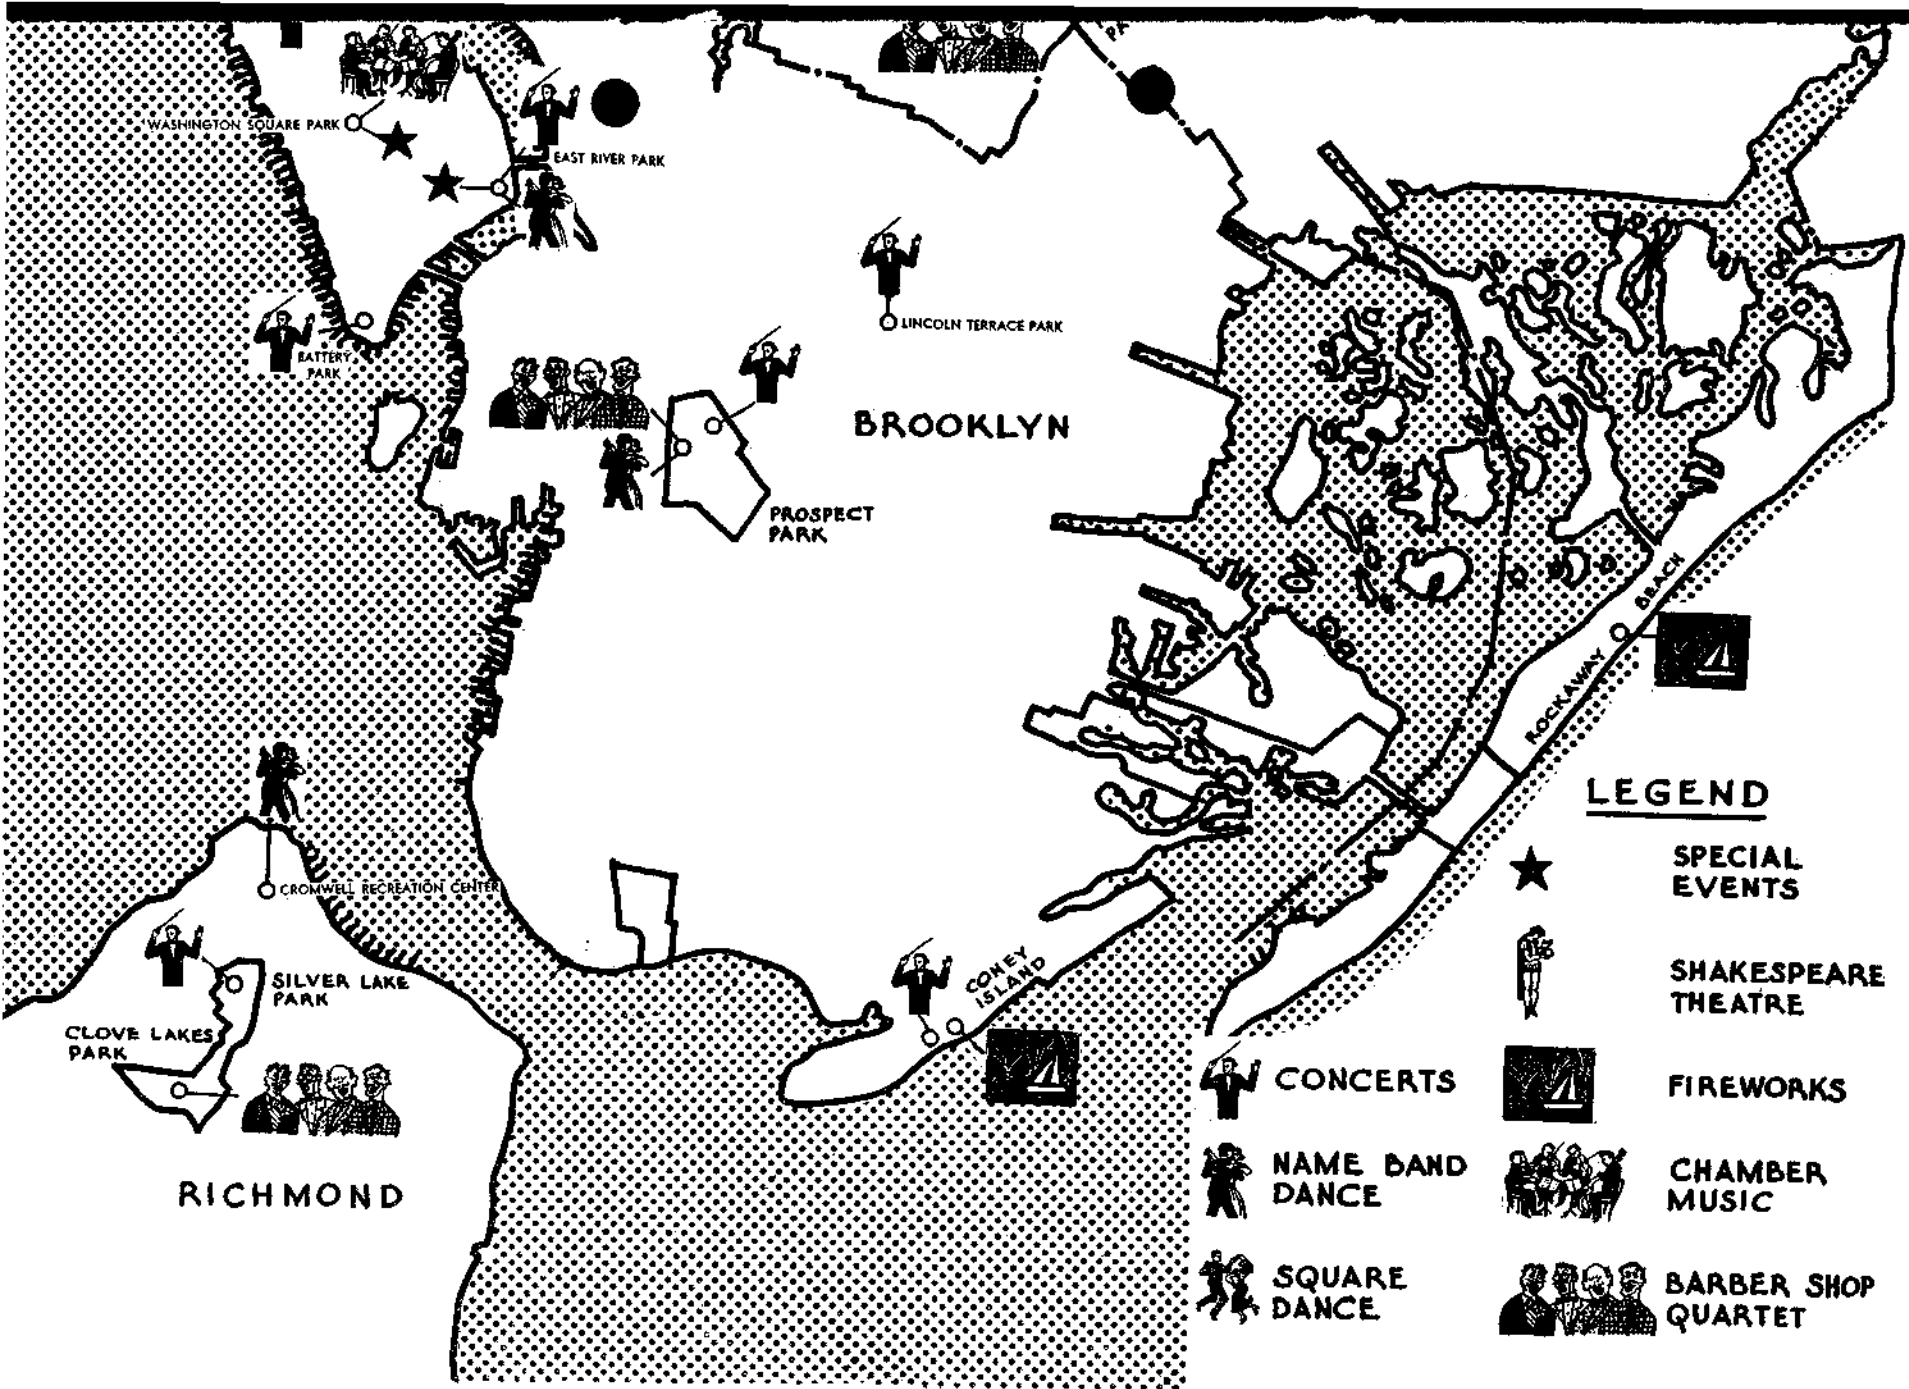 WASHINGTON SQUARE PARK
EAST RIVER PARK
LINCOLN TERRACE PARK
BATTERY
PARK
BROOKLYN
PROSPECT
PARK
ROCKAWAY BEACH
CROMWELL RECREATION CENTER
SILVER LAKE
PARK
CLOVE LAKES
PARK
CONEY
ISLAND
RICHMOND
LEGEND
SPECIAL
EVENTS
SHAKESPEARE
THEATRE
CONCERTS
FIREWORKS
NAME BAND
DANCE
CHAMBER
MUSIC
SQUARE
DANCE
BARBER SHOP
QUARTET